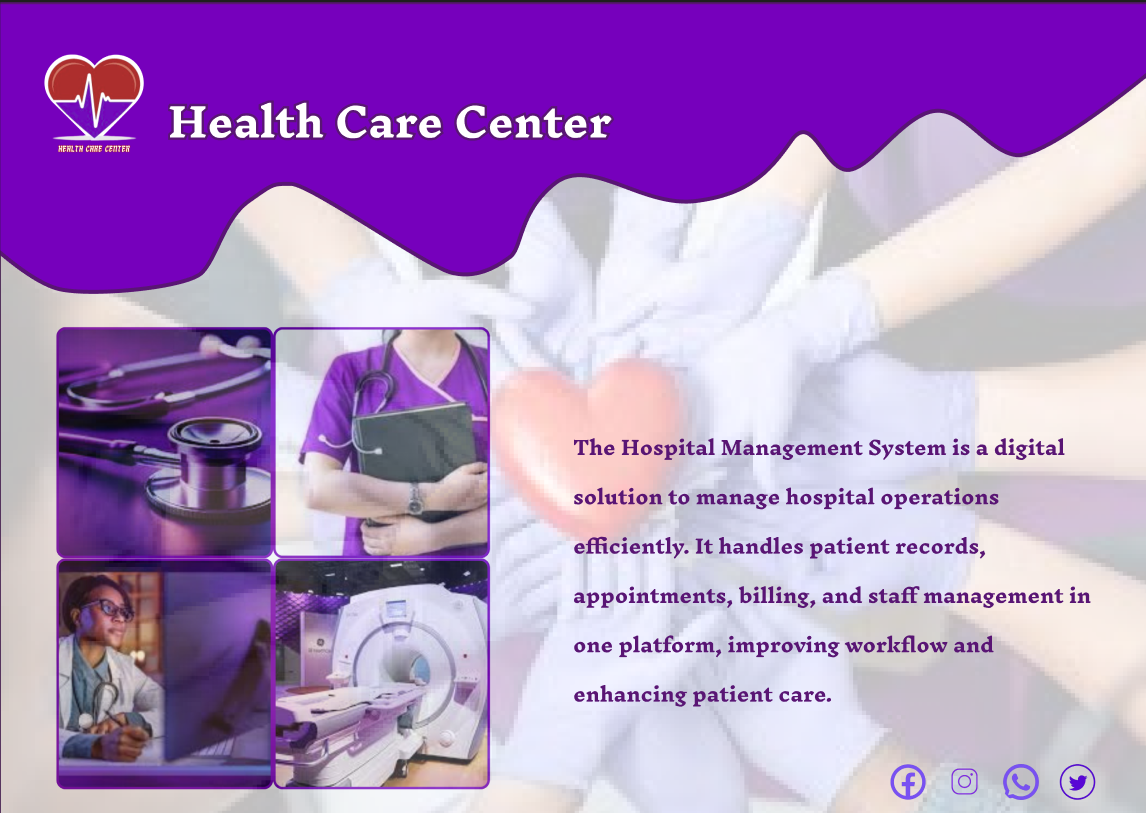 HEALTH CARE CENTER
Health Care Center
The Hospital Management System is a digital
solution to manage hospital operations
efficiently. It handles patient records,
appointments, billing, and staff management in
one platform, improving workflow and
enhancing patient care.